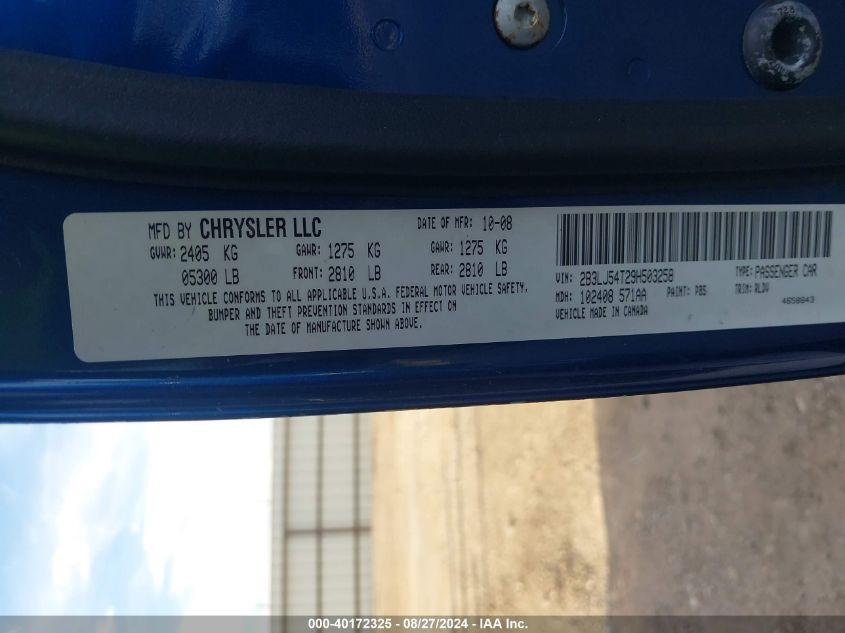 728
MFD BY CHRYSLER LLC DATE OF MFR: 10-08
GVWR: 2405 KG GAWR: 1275 KG GAWR: 1275 KG
05300 LB FRONT: 2810 LB REAR: 2810 LB
THIS VEHICLE CONFORMS TO ALL APPLICABLE U.S.A. FEDERAL MOTOR VEHICLE SAFETY,
BUMPER AND THEFT PREVENTION STANDARDS IN EFFECT ON
THE DATE OF MANUFACTURE SHOWN ABOVE.
VIN: 2B3LJ54T29H503258 TYPE: PASSENGER CAR
MDH: 102408 571AA PAINT: PB5 TRIM: RLDV
VEHICLE MADE IN CANADA 4658843
000-40172325 - 08/27/2024 - IAA Inc.